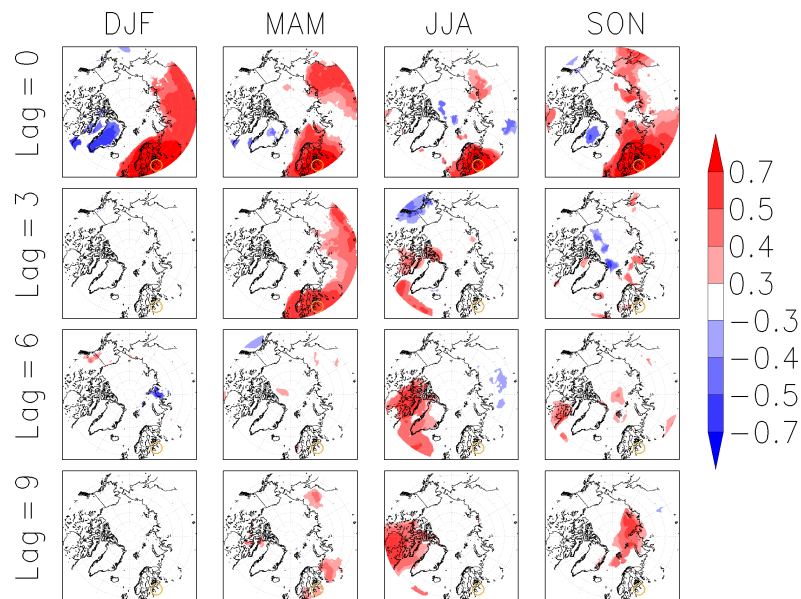 DJF MAM JJA SON
Lag = 0
Lag = 3
Lag = 6
Lag = 9
0.7
0.5
0.4
0.3
−0.3
−0.4
−0.5
−0.7